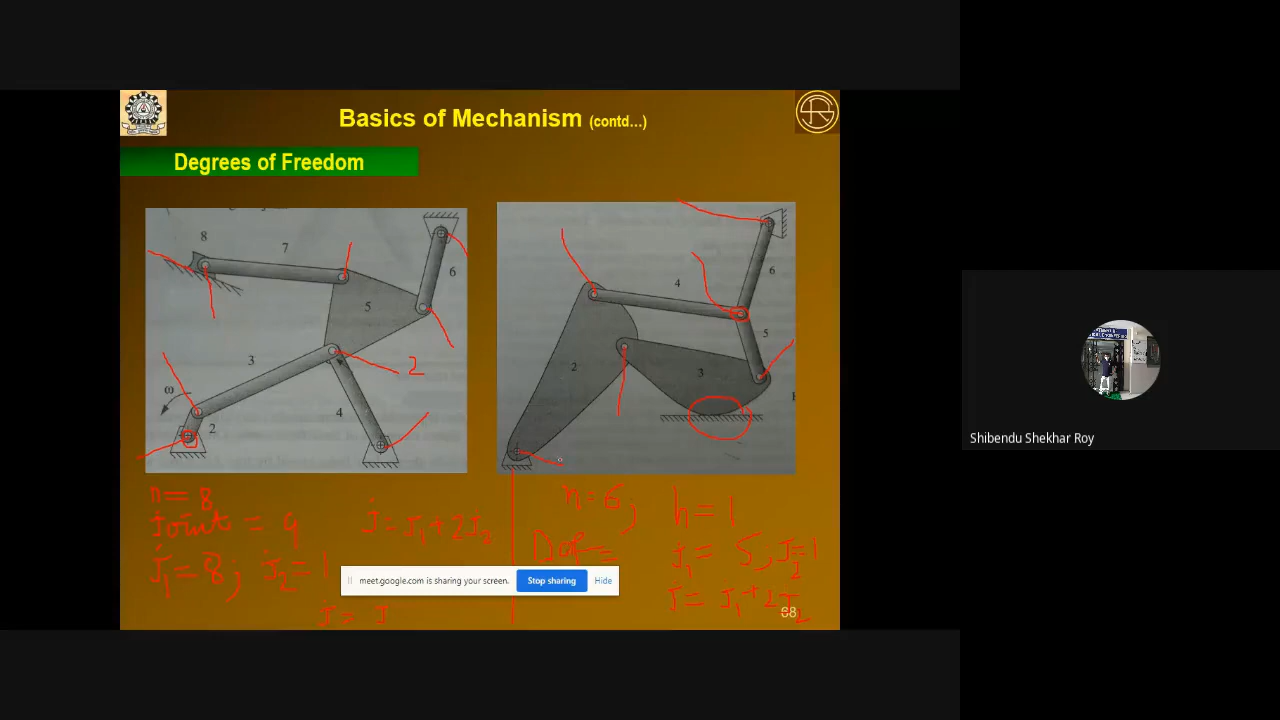 Basics of Mechanism (contd...)
Degrees of Freedom
8
7
6
5
3
2
ω
2
4
4
6
5
2
3
n = 8
Joint = 9
j = J1 + 2J2
J1 = 8; J2 = 1
n = 6;
h = 1
DOF =
J1 = 5, J2 = 1
j = J1 + 2J2
meet.google.com is sharing your screen.
Stop sharing
Hide
68
Shibendu Shekhar Roy